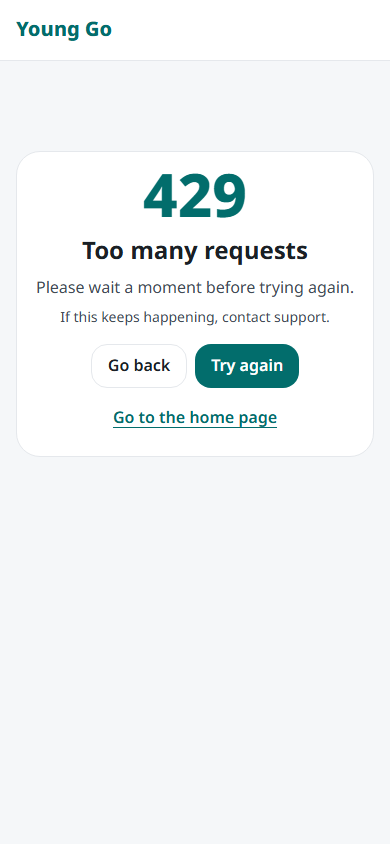 Young Go
429
Too many requests
Please wait a moment before trying again.
If this keeps happening, contact support.
Go back
Try again
Go to the home page